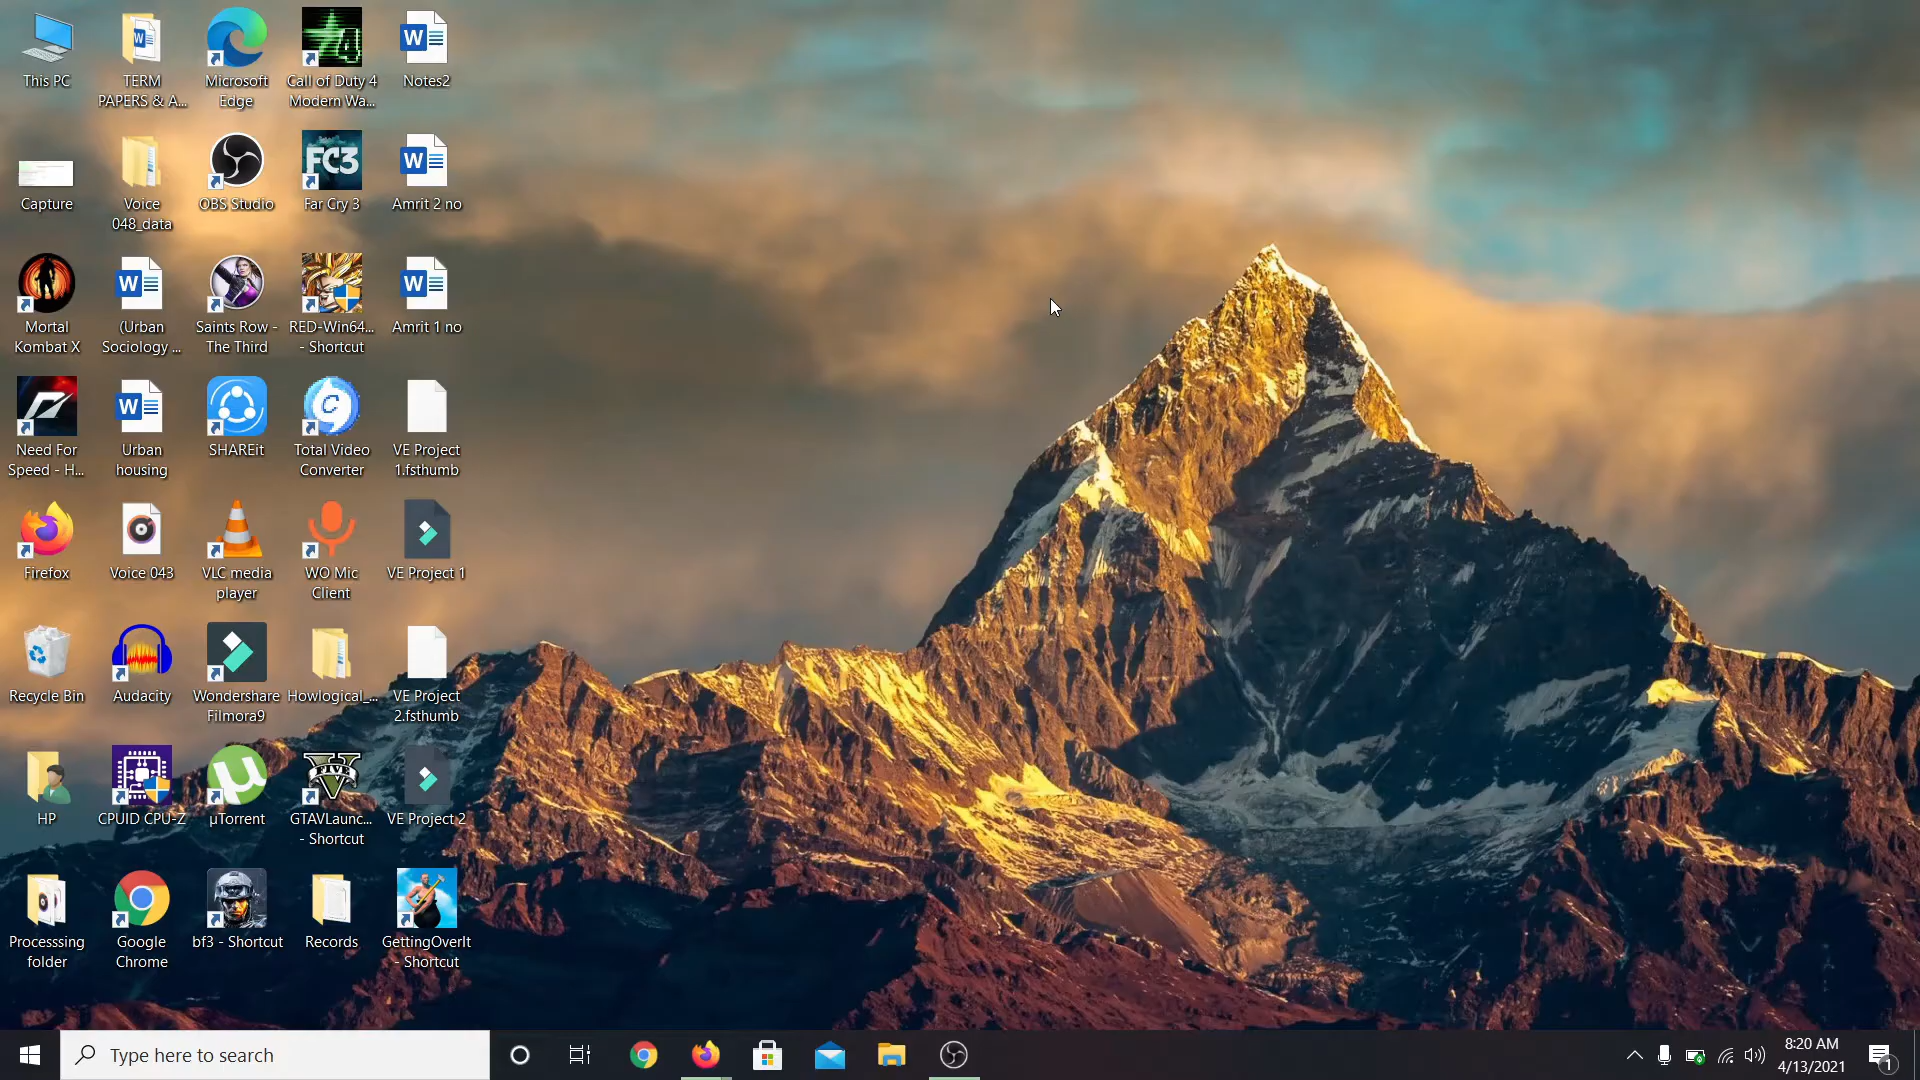 This PC
TERM
PAPERS & A...
Microsoft
Edge
Call of Duty 4
Modern Wa...
Notes2
Capture
Voice
048_data
OBS Studio
FC3
Far Cry 3
Amrit 2 no
Mortal
Kombat X
(Urban
Sociology ...
Saints Row -
The Third
RED-Win64...
- Shortcut
Amrit 1 no
Need For
Speed - H...
Urban
housing
SHAREit
Total Video
Converter
VE Project
1.fsthumb
Firefox
Voice 043
VLC media
player
WO Mic
Client
VE Project 1
Recycle Bin
Audacity
Wondershare
Filmora9
Howlogical_...
VE Project
2.fsthumb
HP
CPUID CPU-Z
µTorrent
FIVE
GTAVLaunc...
- Shortcut
VE Project 2
Processsing
folder
Google
Chrome
bf3 - Shortcut
Records
GettingOverIt
- Shortcut
Type here to search
8:20 AM
4/13/2021
1